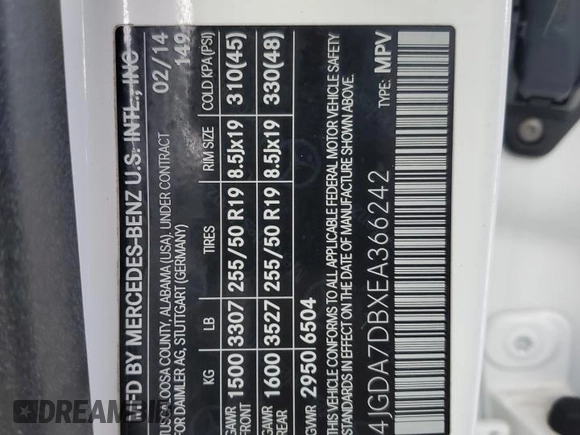 MFD BY MERCEDES-BENZ U.S. INTL., INC
TUSCALOOSA COUNTY, ALABAMA (USA), UNDER CONTRACT 02/14
FOR DAIMLER AG, STUTTGART (GERMANY) 149
KG LB TIRES RIM SIZE COLD KPA(PSI)
GAWR FRONT 1500 3307 255/50 R19 8.5Jx19 310(45)
GAWR REAR 1600 3527 255/50 R19 8.5Jx19 330(48)
GVWR 2950 6504
THIS VEHICLE CONFORMS TO ALL APPLICABLE FEDERAL MOTOR VEHICLE SAFETY
STANDARDS IN EFFECT ON THE DATE OF MANUFACTURE SHOWN ABOVE.
4JGDA7DBXEA366242 TYPE: MPV